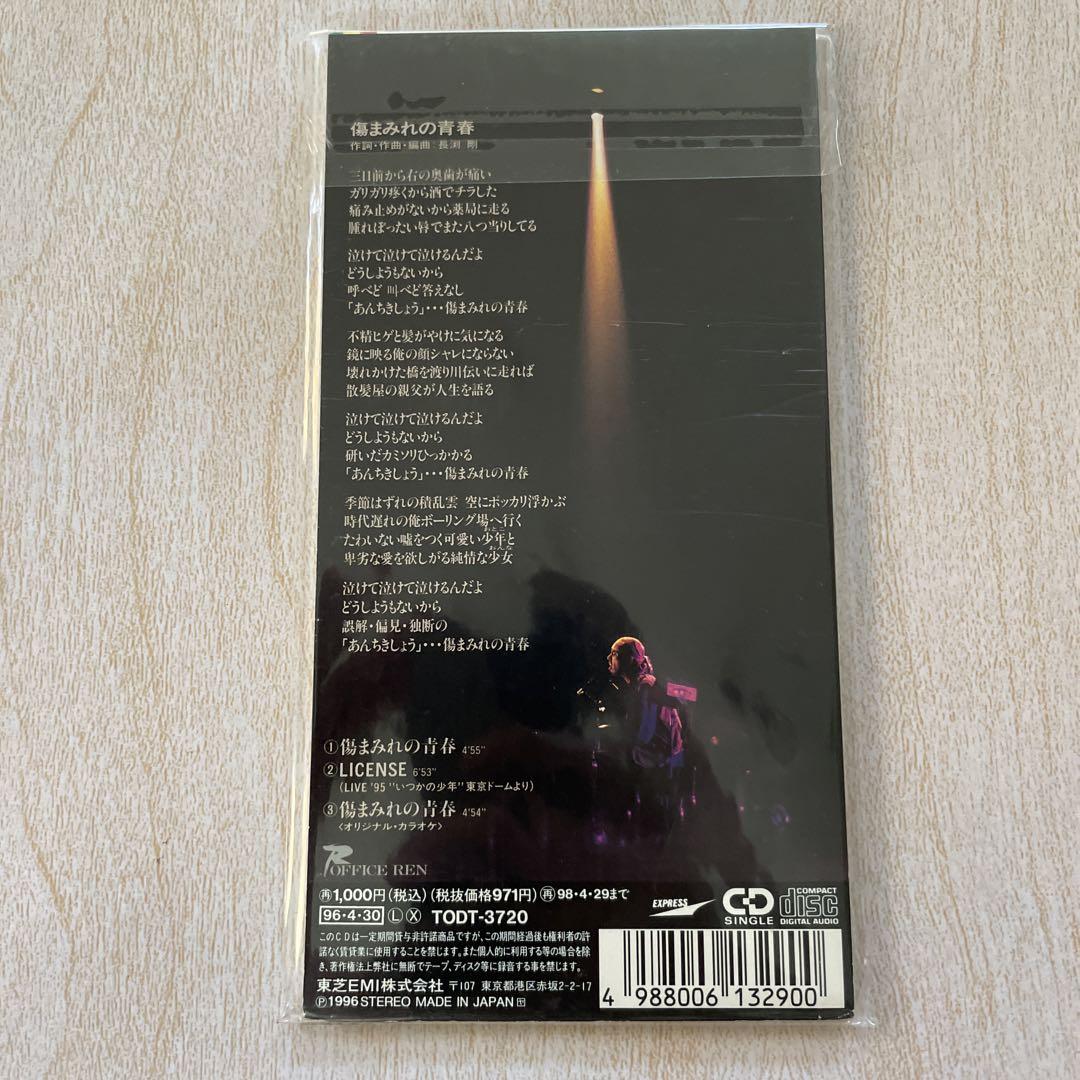 傷まみれの青春
作詞・作曲・編曲:長渕 剛
三日前から右の奥歯が痛い
ガリガリ疼くから酒でチラした
痛み止めがないから薬局に走る
腫れぼったい唇でまた八つ当りしてる
泣けて泣けて泣けるんだよ
どうしようもないから
呼べど 叫べど答えなし
「あんちきしょう」・・・傷まみれの青春
不精ヒゲと髪がやけに気になる
鏡に映る俺の顔シャレにならない
壊れかけた橋を渡り川伝いに走れば
散髪屋の親父が人生を語る
泣けて泣けて泣けるんだよ
どうしようもないから
研いだカミソリひっかかる
「あんちきしょう」・・・傷まみれの青春
季節はずれの積乱雲 空にポッカリ浮かぶ
時代遅れの俺ボーリング場へ行く
おとこ
たわいない嘘をつく可愛い少年と
おんな
卑劣な愛を欲しがる純情な少女
泣けて泣けて泣けるんだよ
どうしようもないから
誤解・偏見・独断の
「あんちきしょう」・・・傷まみれの青春
①傷まみれの青春 4'55"
②LICENSE 6'53"
(LIVE '95 "いつかの少年" 東京ドームより)
③傷まみれの青春 4'54"
〈オリジナル・カラオケ〉
R OFFICE REN
㊢1,000円(税込)(税抜価格971円)㊢98・4・29まで
96・4・30 Ⓛ Ⓧ TODT-3720
EXPRESS
CD SINGLE
COMPACT disc DIGITAL AUDIO
このCDは一定期間貸与非許諾商品ですが、この期間経過後も権利者の許
諾なく賃貸業に使用することを禁じます。また個人的に利用する等の場合を除
き、著作権法上弊社に無断でテープ、ディスク等に録音する事を禁じます。
東芝EMI株式会社 〒107 東京都港区赤坂2-2-17
Ⓟ1996 STEREO MADE IN JAPAN
4 988006 132900